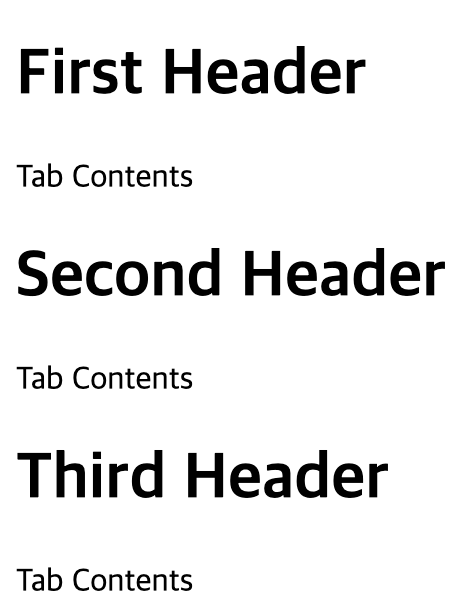 First Header
Tab Contents
Second Header
Tab Contents
Third Header
Tab Contents